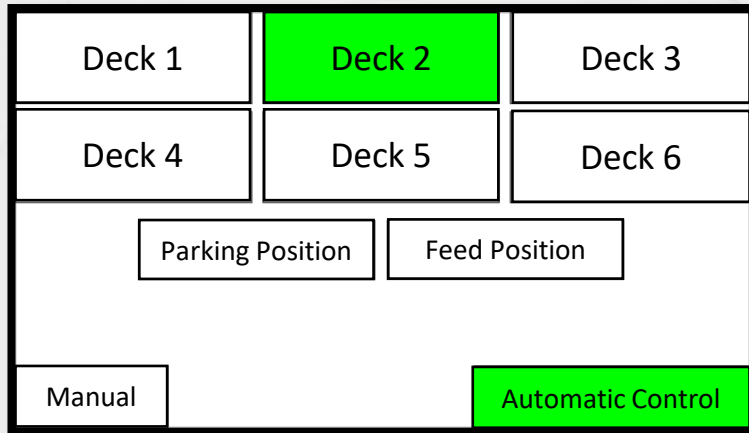 Deck 1
Deck 2
Deck 3
Deck 4
Deck 5
Deck 6
Parking Position
Feed Position
Manual
Automatic Control